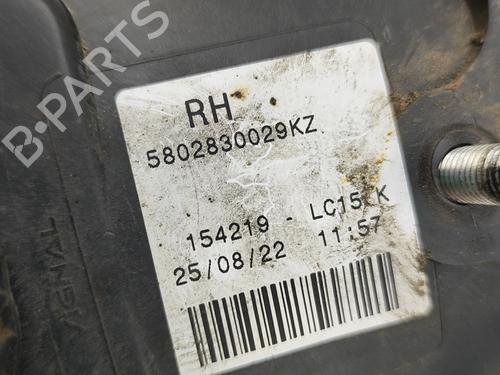 B-PARTS
RH
5802830029KZ
154219 - LC15 K
25/08/22 11:57